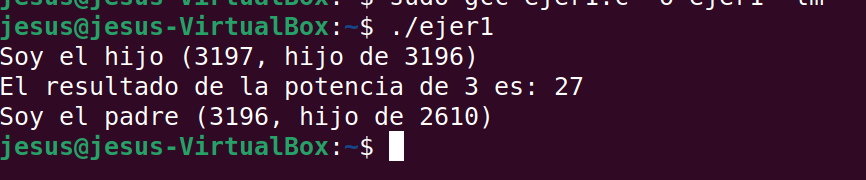 jesus@jesus-VirtualBox:~$ sudo gcc ejer1.c -o ejer1 -lm
jesus@jesus-VirtualBox:~$ ./ejer1
Soy el hijo (3197, hijo de 3196)
El resultado de la potencia de 3 es: 27
Soy el padre (3196, hijo de 2610)
jesus@jesus-VirtualBox:~$